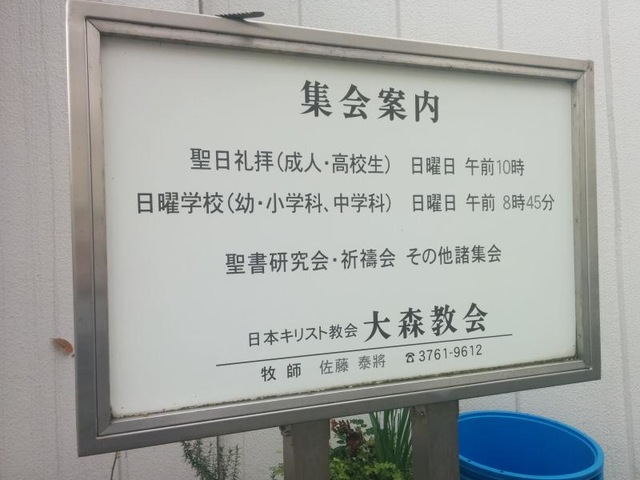 集会案内
聖日礼拝(成人・高校生) 日曜日 午前10時
日曜学校(幼・小学科、中学科) 日曜日 午前 8時45分
聖書研究会・祈禱会 その他諸集会
日本キリスト教会 大森教会
牧師 佐藤 泰將 ☎3761-9612